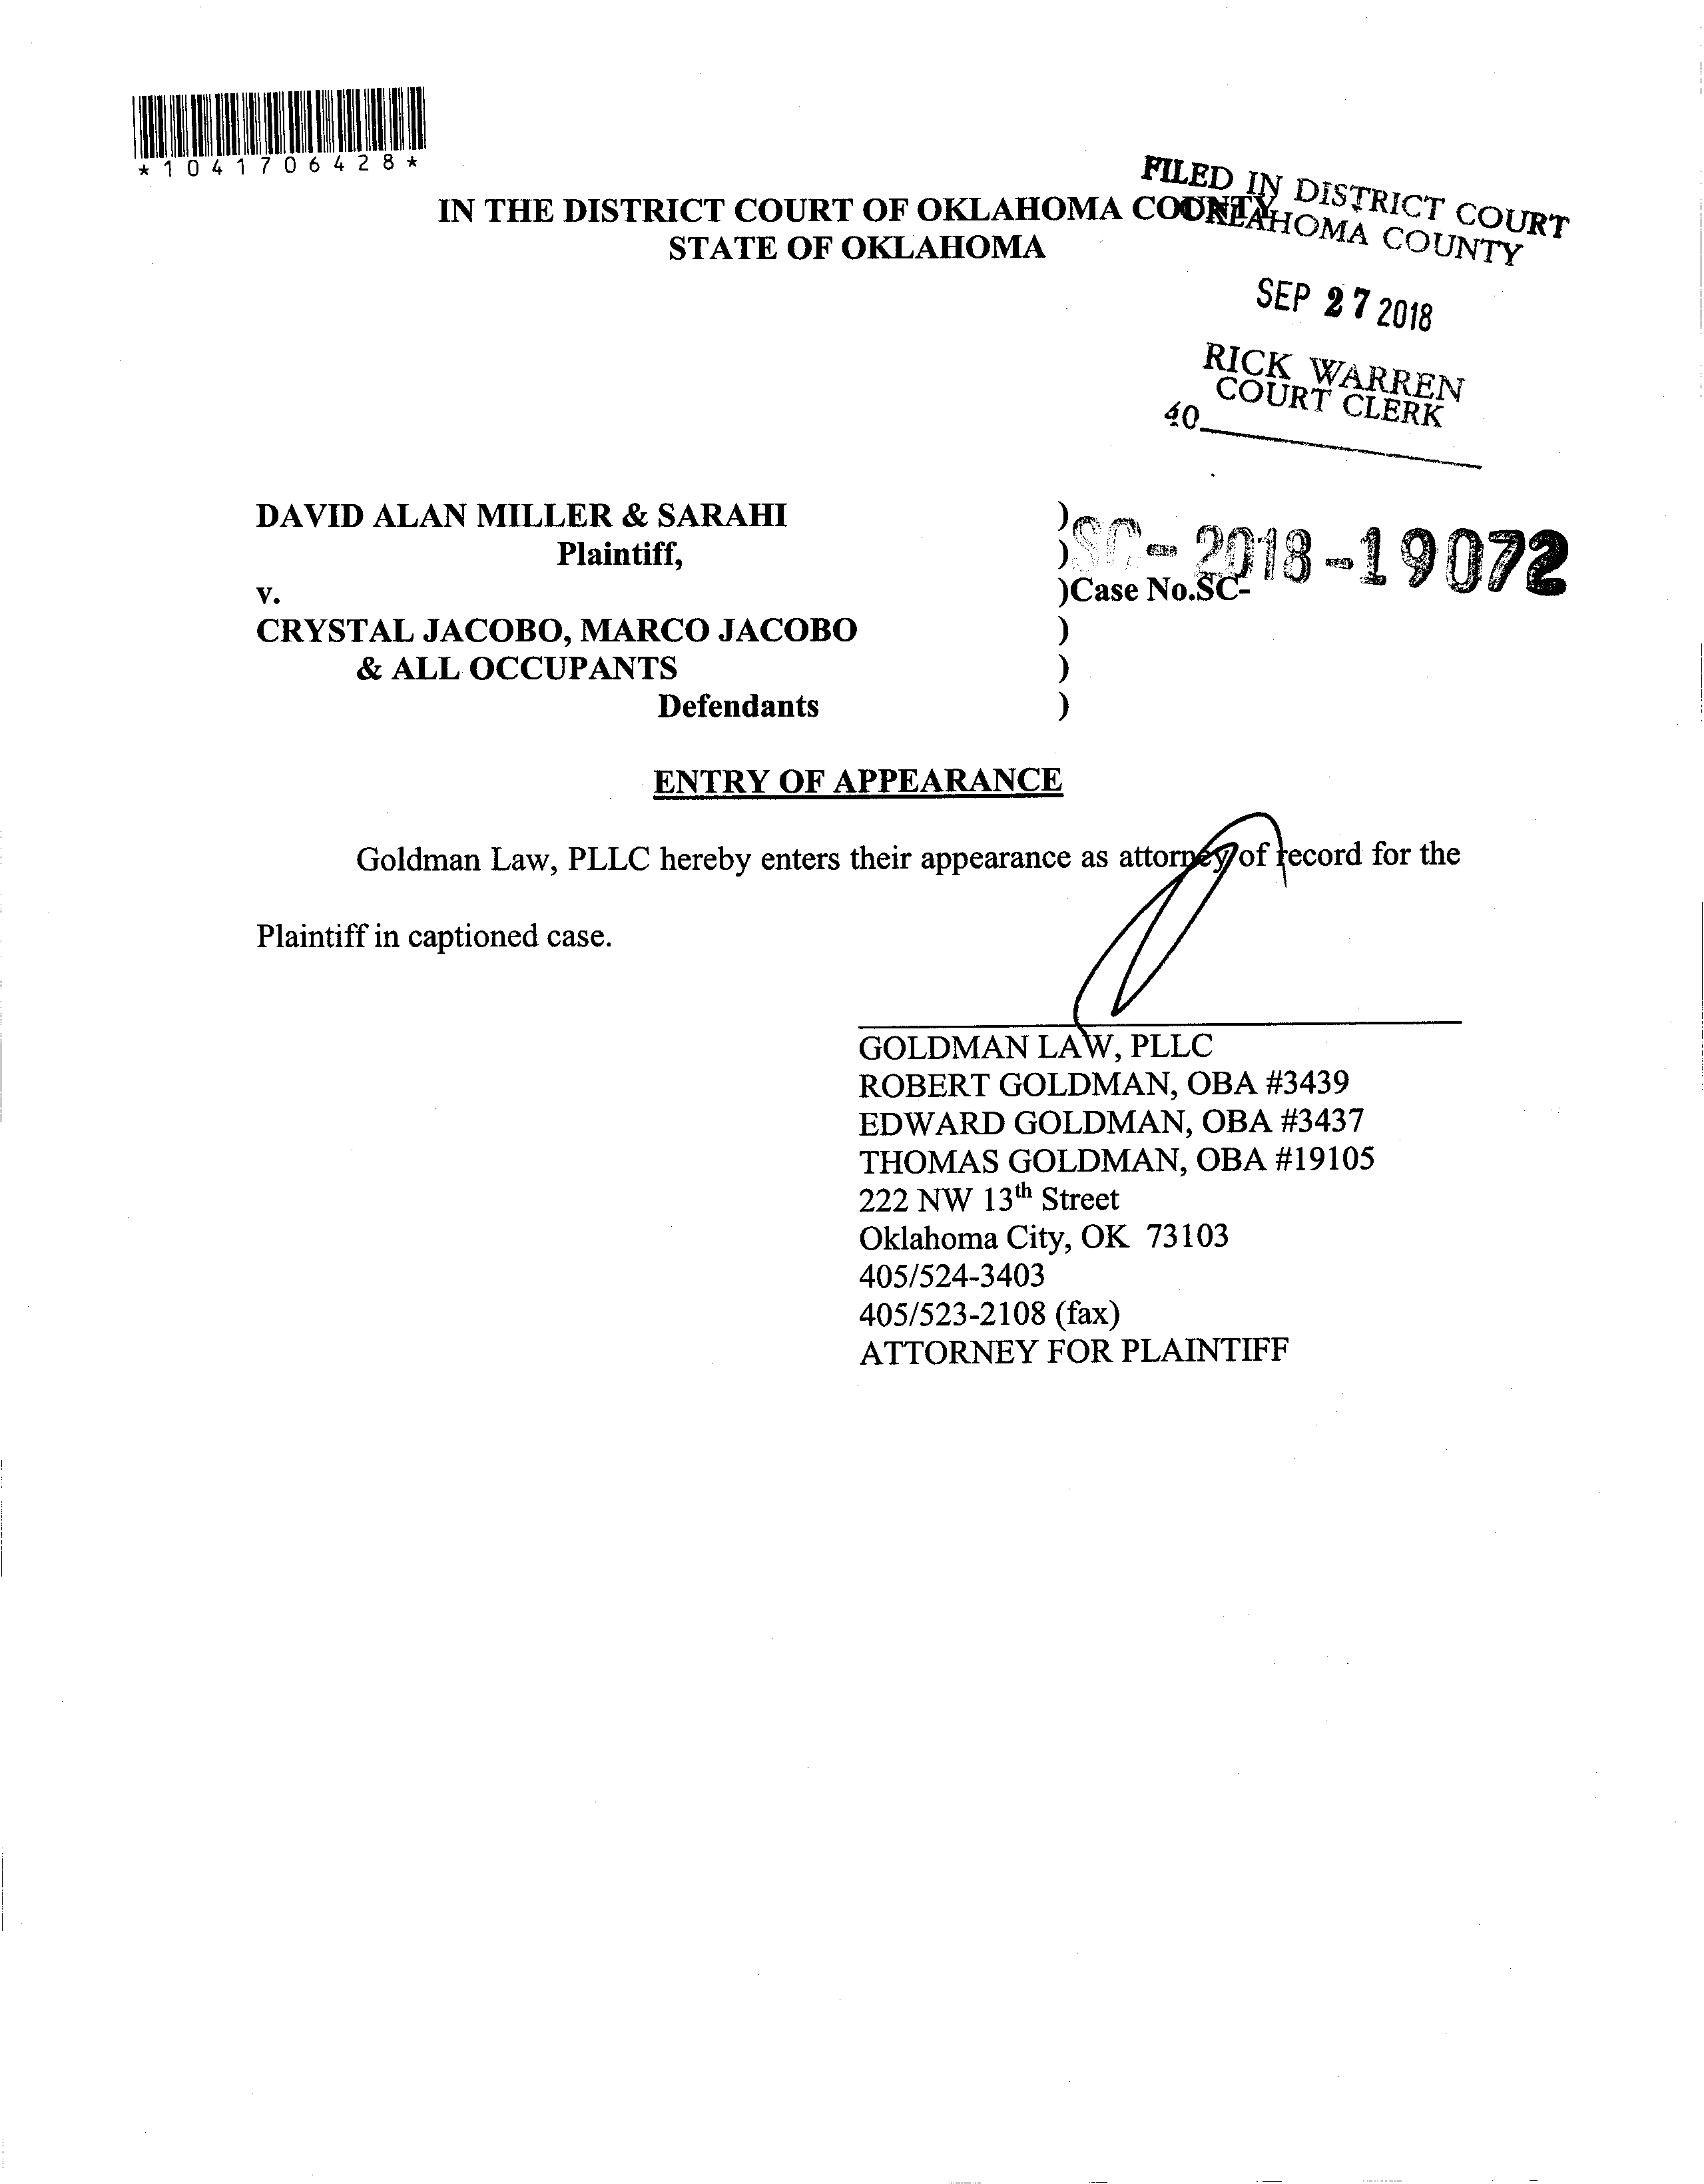 *1041706428*
IN THE DISTRICT COURT OF OKLAHOMA COUNTY
STATE OF OKLAHOMA
FILED IN DISTRICT COURT
OKLAHOMA COUNTY
SEP 27 2018
RICK WARREN
COURT CLERK
40
DAVID ALAN MILLER & SARAHI )
Plaintiff, )
SC-2018-19072
v. )Case No.SC-
CRYSTAL JACOBO, MARCO JACOBO )
& ALL OCCUPANTS )
Defendants )
ENTRY OF APPEARANCE
Goldman Law, PLLC hereby enters their appearance as attorney of record for the
Plaintiff in captioned case.
GOLDMAN LAW, PLLC
ROBERT GOLDMAN, OBA #3439
EDWARD GOLDMAN, OBA #3437
THOMAS GOLDMAN, OBA #19105
222 NW 13th Street
Oklahoma City, OK 73103
405/524-3403
405/523-2108 (fax)
ATTORNEY FOR PLAINTIFF